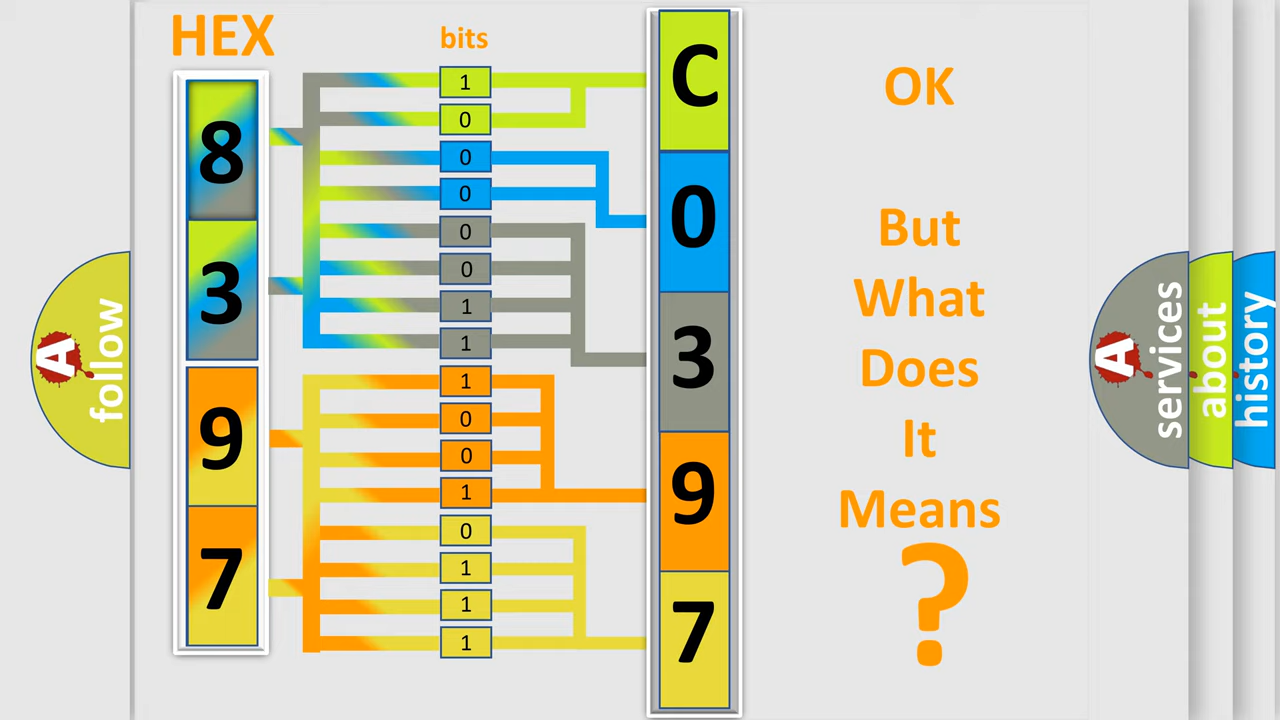 HEX
bits
8
3
9
7
1
0
0
0
0
0
1
1
1
0
0
1
0
1
1
1
C
0
3
9
7
OK
But
What
Does
It
Means
?
A
follow
A
services
about
history